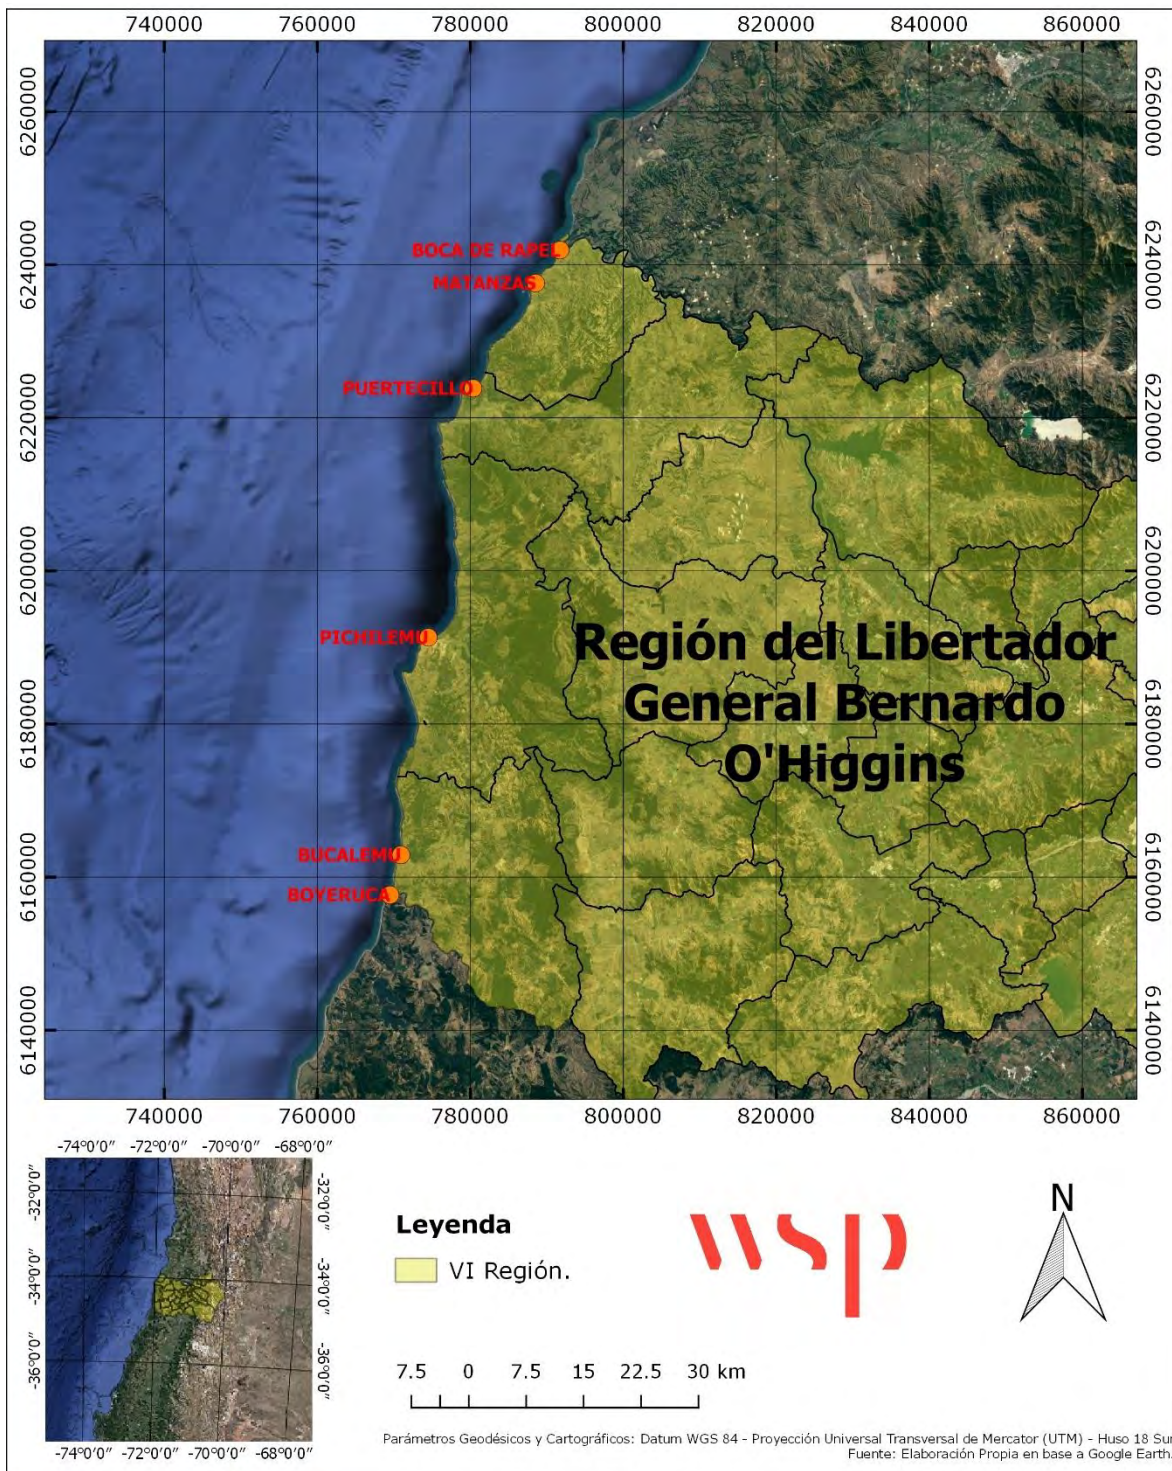 740000 760000 780000 800000 820000 840000 860000
6260000 6260000
BOCA DE RAPEL
6240000 6240000
MATANZAS
PUERTECILLO
6220000 6220000
6200000 6200000
PICHILEMU
Región del Libertador
General Bernardo
O'Higgins
6180000 6180000
BUCALEMU
6160000 6160000
BOYERUCA
6140000 6140000
740000 760000 780000 800000 820000 840000 860000
-74°0'0" -72°0'0" -70°0'0" -68°0'0"
-32°0'0" -32°0'0"
-34°0'0" -34°0'0"
-36°0'0" -36°0'0"
-74°0'0" -72°0'0" -70°0'0" -68°0'0"
Leyenda
VI Región.
wsp
N
7.5 0 7.5 15 22.5 30 km
Parámetros Geodésicos y Cartográficos: Datum WGS 84 - Proyección Universal Transversal de Mercator (UTM) - Huso 18 Sur
Fuente: Elaboración Propia en base a Google Earth.